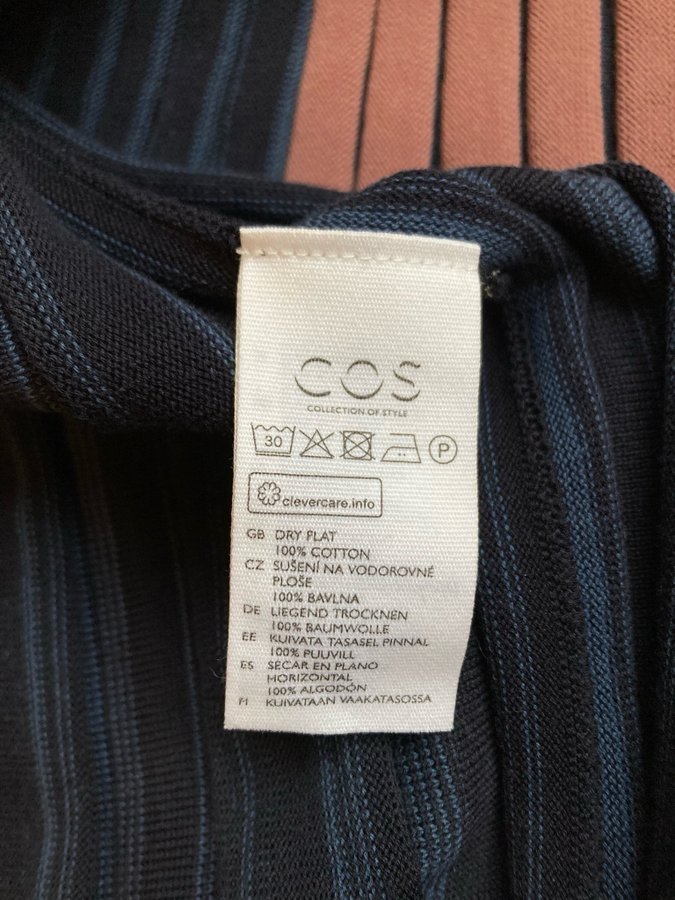 COS
COLLECTION OF STYLE
30
P
clevercare.info
GB DRY FLAT
100% COTTON
CZ SUŠENÍ NA VODOROVNÉ
PLOŠE
100% BAVLNA
DE LIEGEND TROCKNEN
100% BAUMWOLLE
EE KUIVATA TASASEL PINNAL
100% PUUVILL
ES SECAR EN PLANO
HORIZONTAL
100% ALGODÓN
FI KUIVATAAN VAAKATASOSSA